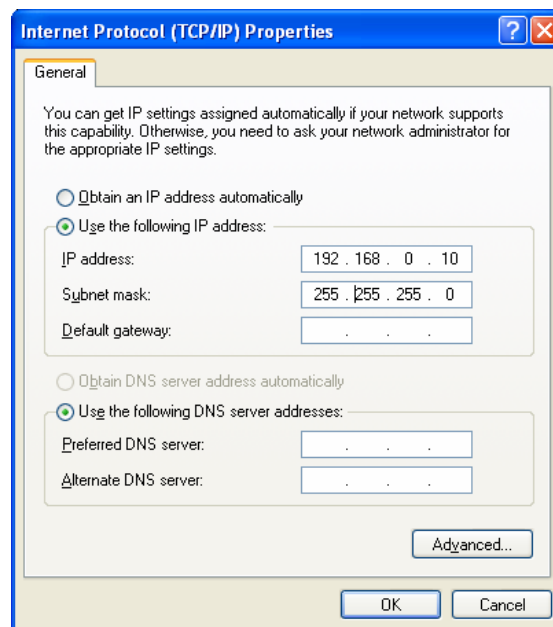 Internet Protocol (TCP/IP) Properties
General
You can get IP settings assigned automatically if your network supports
this capability. Otherwise, you need to ask your network administrator for
the appropriate IP settings.
Obtain an IP address automatically
Use the following IP address:
IP address: 192 . 168 . 0 . 10
Subnet mask: 255 . 255 . 255 . 0
Default gateway: . . .
Obtain DNS server address automatically
Use the following DNS server addresses:
Preferred DNS server: . . .
Alternate DNS server: . . .
Advanced...
OK Cancel